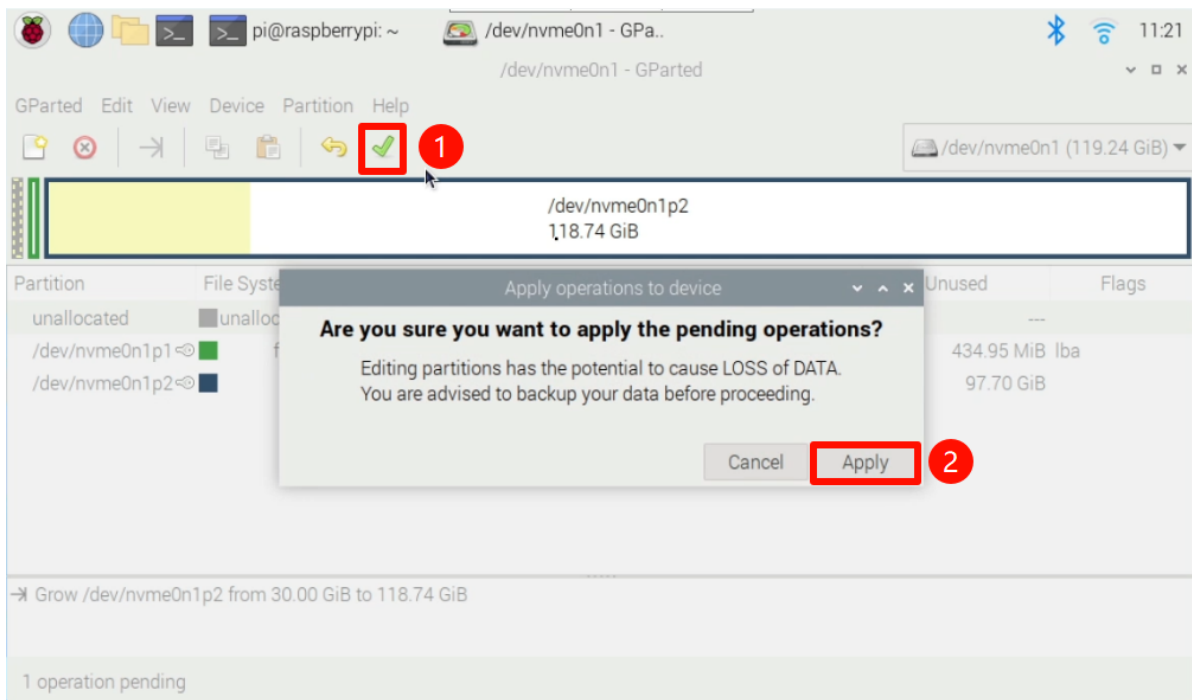 pi@raspberrypi: ~ /dev/nvme0n1 - GPa.. 11:21
/dev/nvme0n1 - GParted
GParted Edit View Device Partition Help
1
/dev/nvme0n1 (119.24 GiB)
/dev/nvme0n1p2
118.74 GiB
Partition File Syste Unused Flags
unallocated unalloc ---
/dev/nvme0n1p1 f 434.95 MiB lba
/dev/nvme0n1p2 97.70 GiB
Apply operations to device
Are you sure you want to apply the pending operations?
Editing partitions has the potential to cause LOSS of DATA.
You are advised to backup your data before proceeding.
Cancel Apply 2
Grow /dev/nvme0n1p2 from 30.00 GiB to 118.74 GiB
1 operation pending